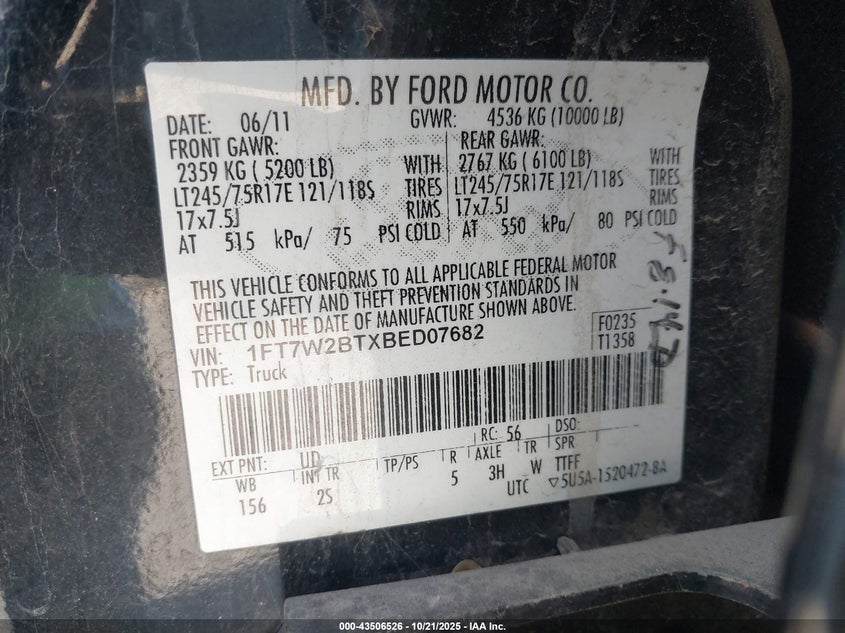 MFD. BY FORD MOTOR CO.
DATE: 06/11 GVWR: 4536 KG (10000 LB)
FRONT GAWR: REAR GAWR:
2359 KG ( 5200 LB) WITH 2767 KG ( 6100 LB) WITH
LT245/75R17E 121/118S TIRES LT245/75R17E 121/118S TIRES
17x7.5J RIMS 17x7.5J RIMS
AT 515 kPa/ 75 PSI COLD AT 550 kPa/ 80 PSI COLD
THIS VEHICLE CONFORMS TO ALL APPLICABLE FEDERAL MOTOR
VEHICLE SAFETY AND THEFT PREVENTION STANDARDS IN
EFFECT ON THE DATE OF MANUFACTURE SHOWN ABOVE.
VIN: 1FT7W2BTXBED07682 F0235
TYPE: Truck T1358
EXT PNT: UD RC: 56 DSO:
WB INT TR TP/PS R AXLE TR SPR
156 2S 5 3H W TTFF
UTC ▽5U5A-1520472-BA
000-43506526 - 10/21/2025 - IAA Inc.